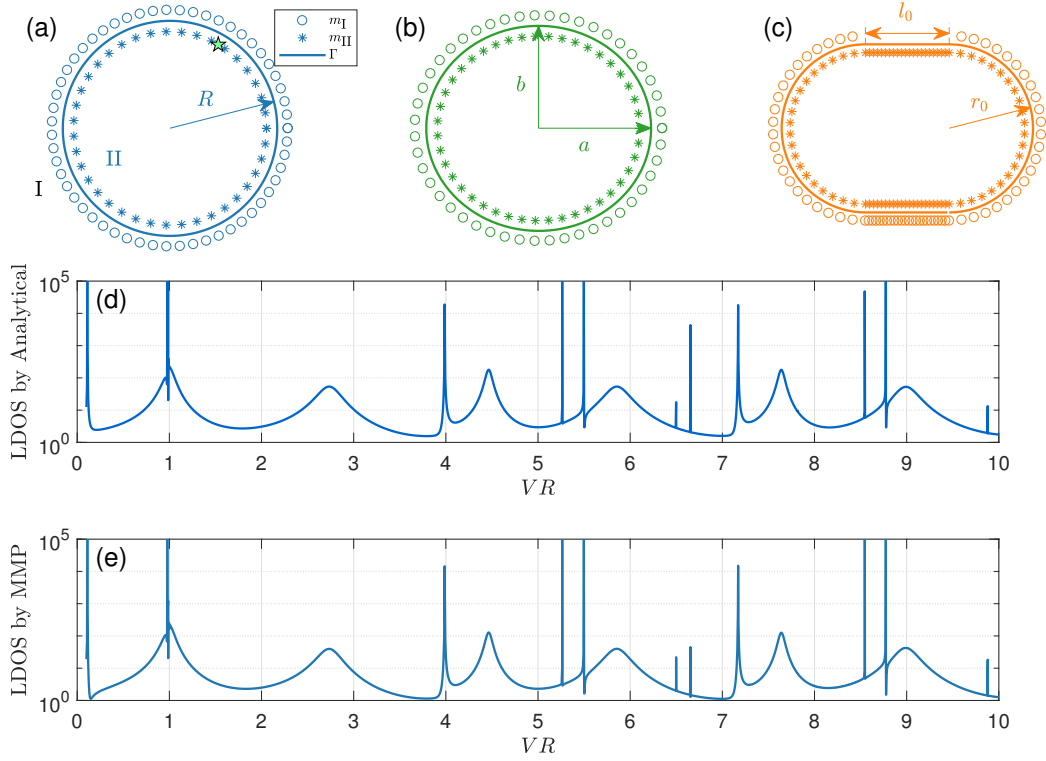 (a)
m_I
m_II
Γ
R
II
I
(b)
b
a
(c)
l_0
r_0
(d)
LDOS by Analytical
10^5
10^0
0 1 2 3 4 5 6 7 8 9 10
VR
(e)
LDOS by MMP
10^5
10^0
0 1 2 3 4 5 6 7 8 9 10
VR